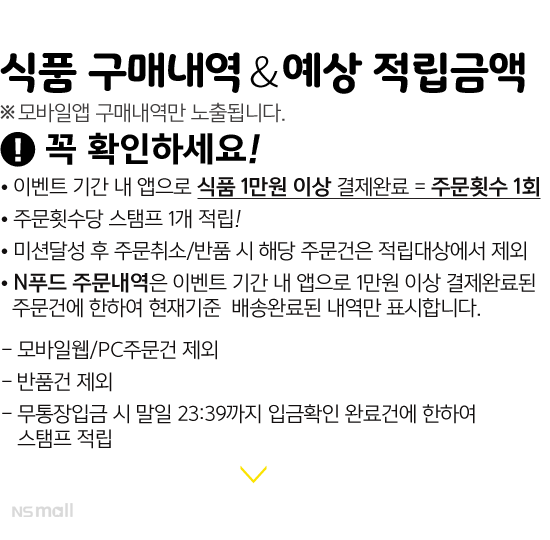 식품 구매내역 & 예상 적립금액
※ 모바일앱 구매내역만 노출됩니다.
! 꼭 확인하세요!
• 이벤트 기간 내 앱으로 식품 1만원 이상 결제완료 = 주문횟수 1회
• 주문횟수당 스탬프 1개 적립!
• 미션달성 후 주문취소/반품 시 해당 주문건은 적립대상에서 제외
• N푸드 주문내역은 이벤트 기간 내 앱으로 1만원 이상 결제완료된
주문건에 한하여 현재기준 배송완료된 내역만 표시합니다.
- 모바일웹/PC주문건 제외
- 반품건 제외
- 무통장입금 시 말일 23:39까지 입금확인 완료건에 한하여
스탬프 적립
NS mall